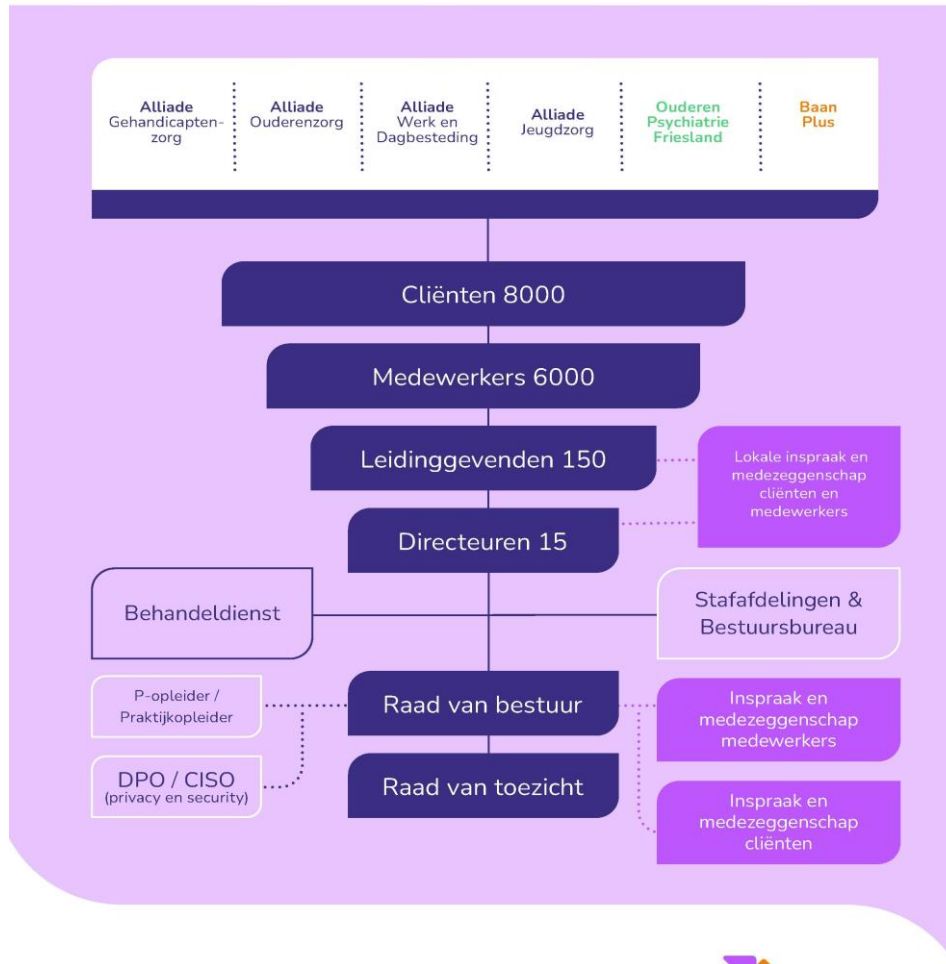 Alliade
Gehandicapten-
zorg
Alliade
Ouderenzorg
Alliade
Werk en
Dagbesteding
Alliade
Jeugdzorg
Ouderen
Psychiatrie
Friesland
Baan
Plus
Cliënten 8000
Medewerkers 6000
Leidinggevenden 150
Lokale inspraak en
medezeggenschap
cliënten en
medewerkers
Directeuren 15
Behandeldienst
Stafafdelingen &
Bestuursbureau
P-opleider /
Praktijkopleider
Raad van bestuur
Inspraak en
medezeggenschap
medewerkers
DPO / CISO
(privacy en security)
Raad van toezicht
Inspraak en
medezeggenschap
cliënten